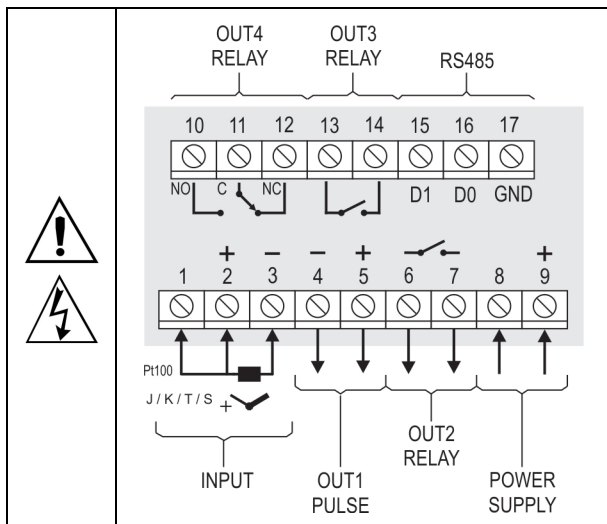 OUT4 RELAY OUT3 RELAY RS485
10 11 12 13 14 15 16 17
NO C NC D1 D0 GND
+ − − + +
1 2 3 4 5 6 7 8 9
Pt100
J / K / T / S +
INPUT OUT1 PULSE OUT2 RELAY POWER SUPPLY